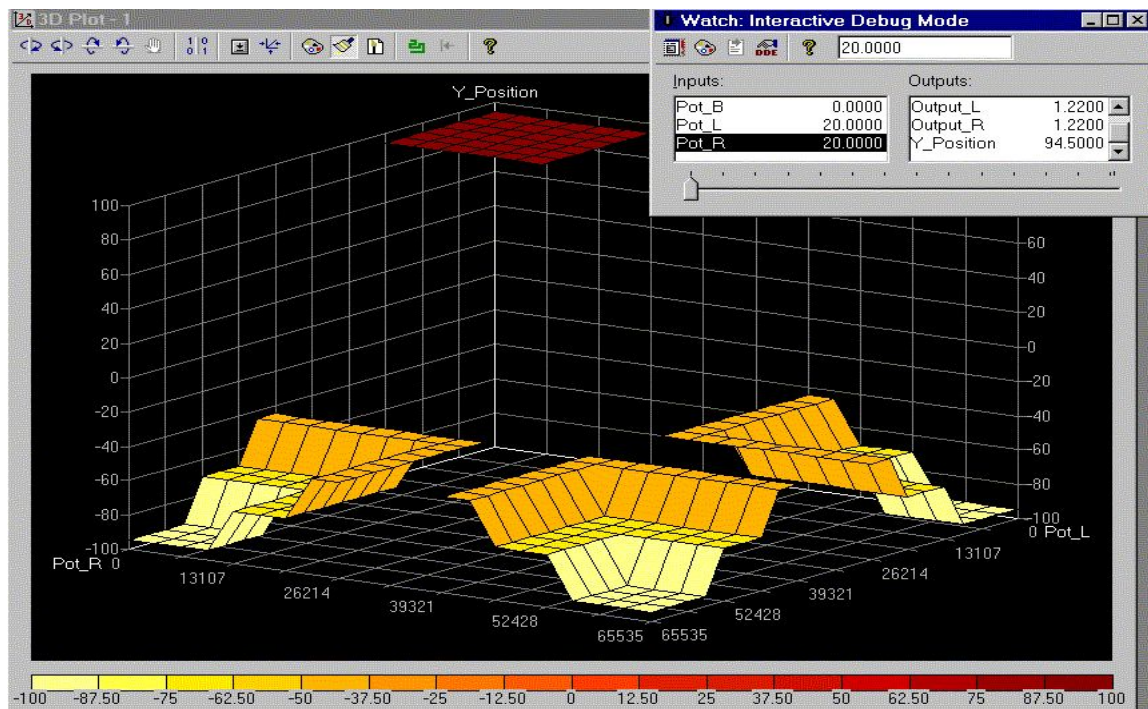 3D Plot - 1
Watch: Interactive Debug Mode
DDE
20.0000
Inputs:
Outputs:
Pot_B 0.0000
Pot_L 20.0000
Pot_R 20.0000
Output_L 1.2200
Output_R 1.2200
Y_Position 94.5000
Y_Position
100
80
60
40
20
0
-20
-40
-60
-80
-100
60
40
20
0
-20
-40
-60
-80
-100
Pot_R 0
13107
26214
39321
52428
65535
65535
52428
39321
26214
13107
0 Pot_L
-100 -87.50 -75 -62.50 -50 -37.50 -25 -12.50 0 12.50 25 37.50 50 62.50 75 87.50 100